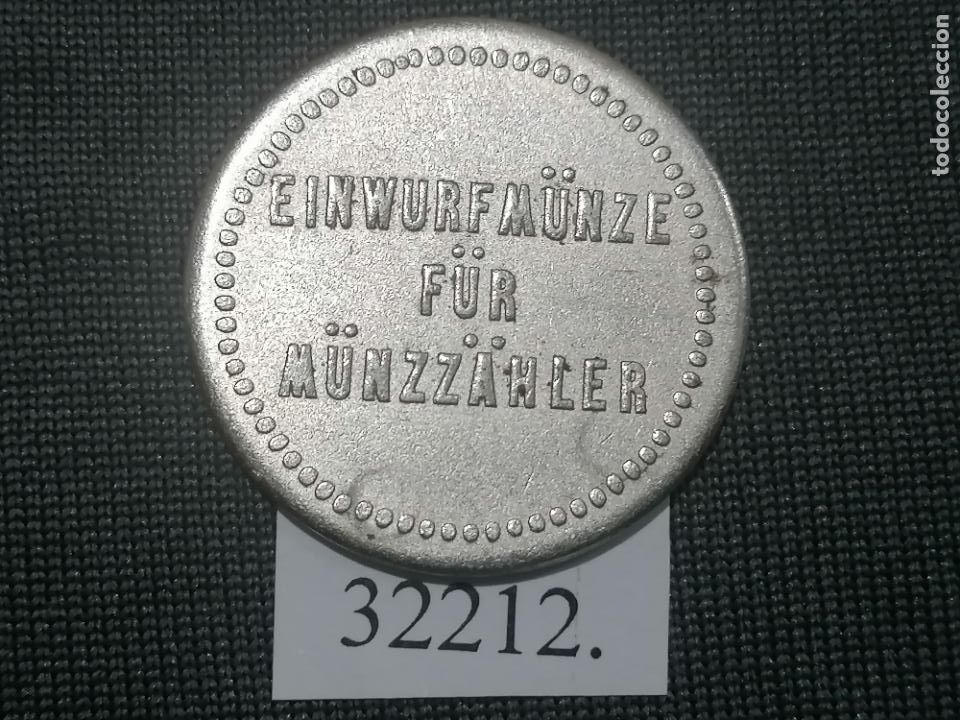 EINWURFMÜNZE
FÜR
MÜNZZÄHLER
32212.
todocoleccion